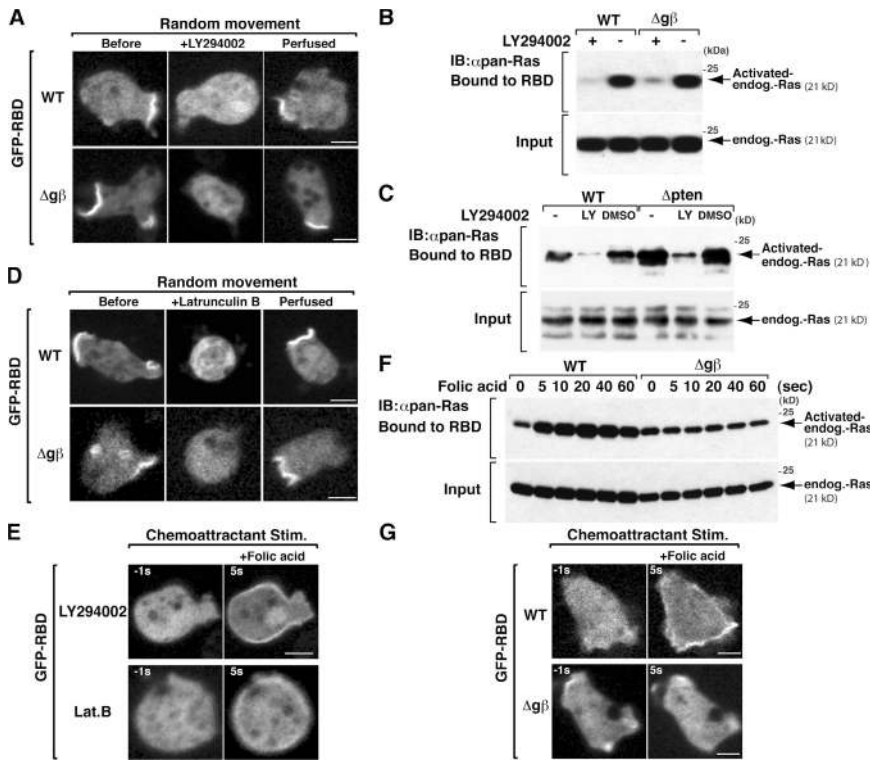 A
Random movement
Before +LY294002 Perfused
GFP-RBD
WT
Δgβ
B
WT Δgβ
LY294002 + - + -
(kDa)
IB:αpan-Ras
Bound to RBD
-25
Activated-
endog.-Ras (21 kD)
Input
-25
endog.-Ras (21kD)
C
WT Δpten
LY294002 - LY DMSO - LY DMSO
(kD)
IB:αpan-Ras
Bound to RBD
-25
Activated-
endog.-Ras (21 kD)
Input
-25
endog.-Ras (21 kD)
D
Random movement
Before +Latrunculin B Perfused
GFP-RBD
WT
Δgβ
F
WT Δgβ
Folic acid 0 5 10 20 40 60 0 5 10 20 40 60 (sec)
(kD)
IB:αpan-Ras
Bound to RBD
-25
Activated-
endog.-Ras
(21 kD)
Input
-25
endog.-Ras
(21 kD)
E
Chemoattractant Stim.
+Folic acid
GFP-RBD
LY294002
-1s 5s
Lat.B
-1s 5s
G
Chemoattractant Stim.
+Folic acid
GFP-RBD
WT
-1s 5s
Δgβ
-1s 5s